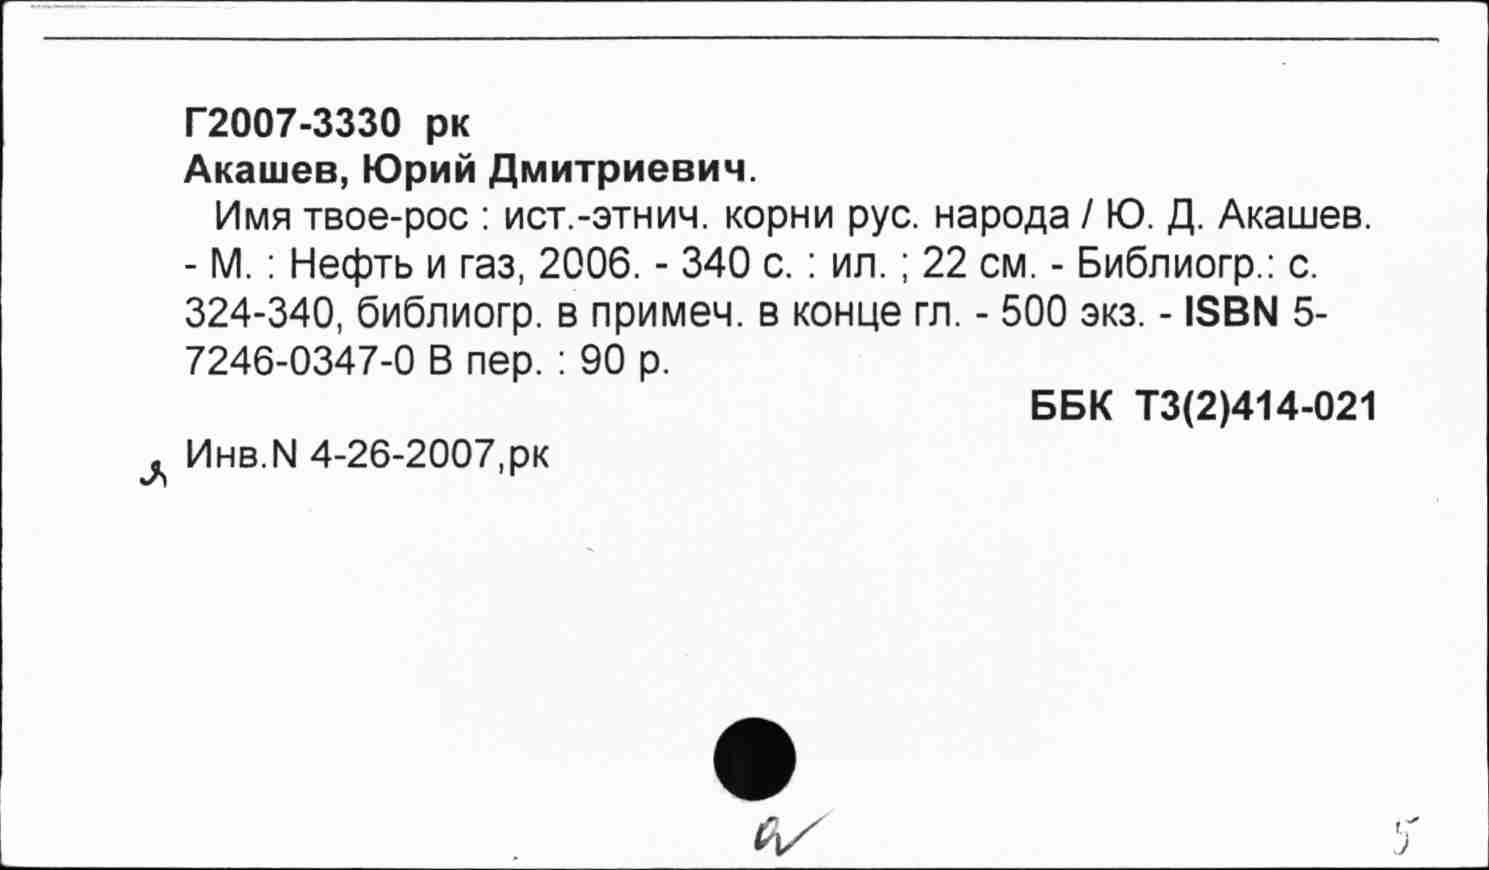 Г2007-3330 рк
Акашев, Юрий Дмитриевич.
Имя твое-рос : ист.-этнич. корни рус. народа / Ю. Д. Акашев.
- М. : Нефть и газ, 2006. - 340 с. : ил. ; 22 см. - Библиогр.: с.
324-340, библиогр. в примеч. в конце гл. - 500 экз. - ISBN 5-
7246-0347-0 В пер. : 90 р.
ББК Т3(2)414-021
Инв.N 4-26-2007,рк
5